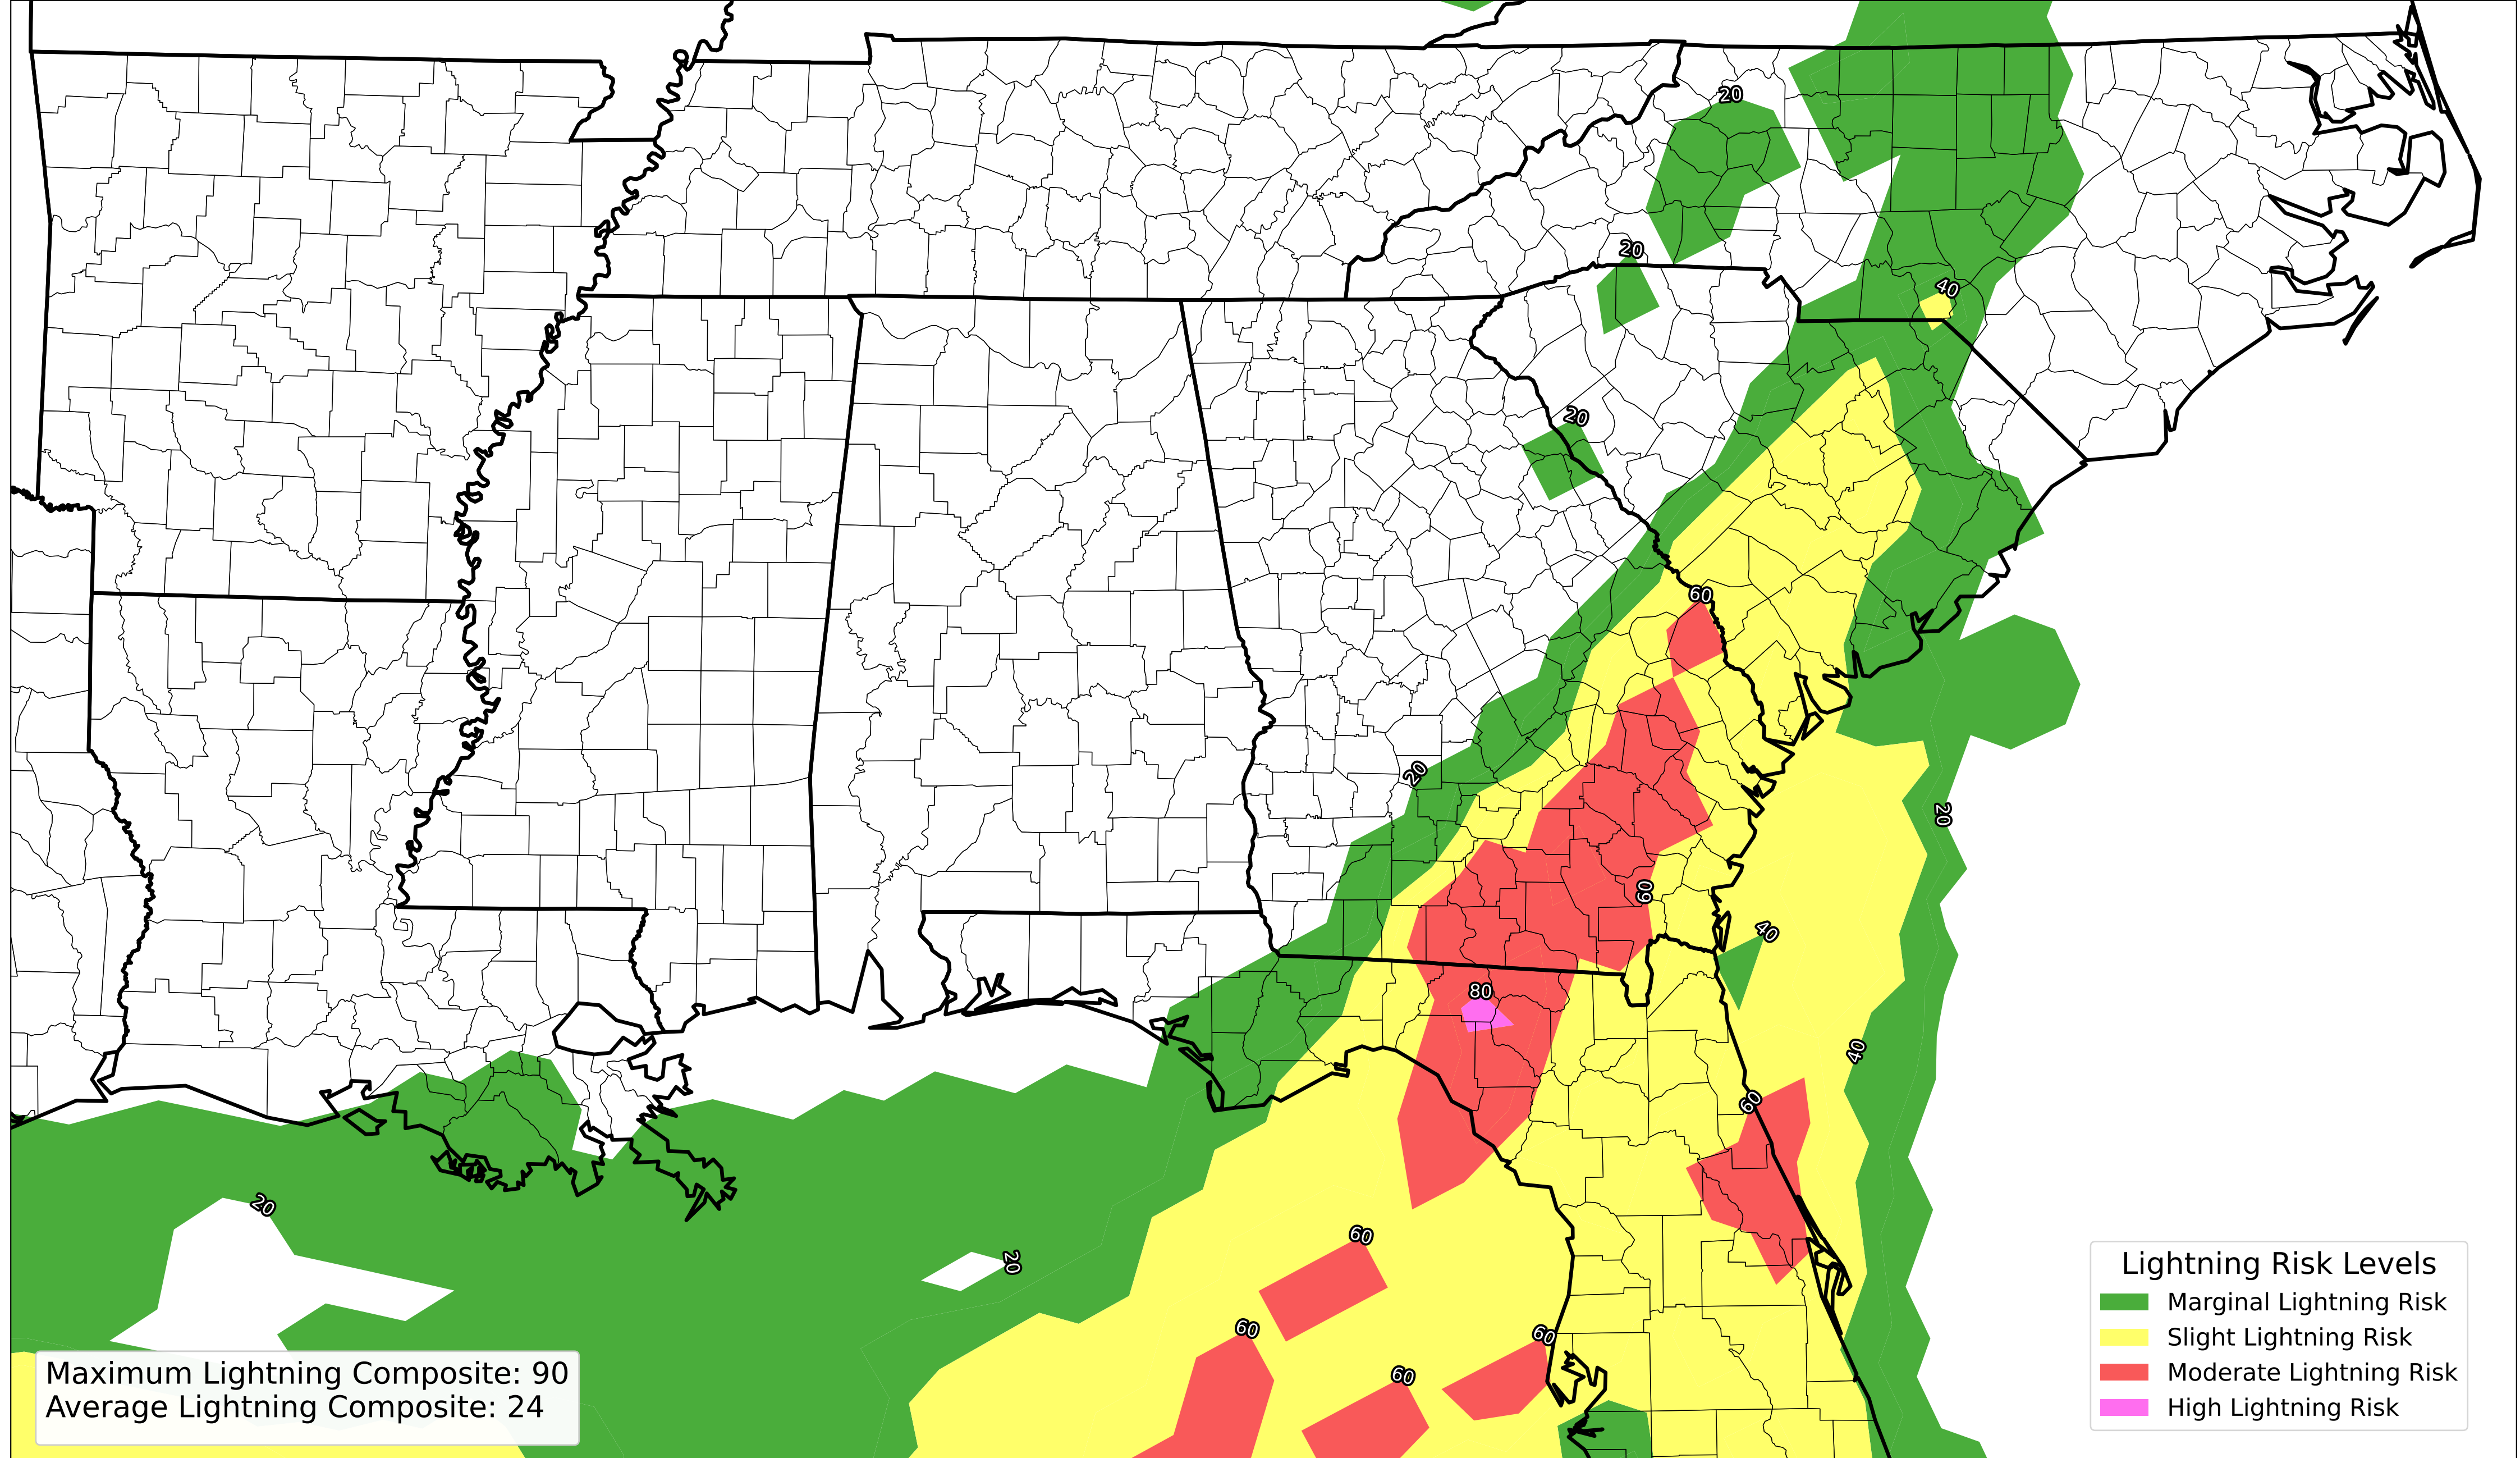 20
40
20
20
60
20
20
60
40
80
40
60
20
20
60
60
60
60
Lightning Risk Levels
Marginal Lightning Risk
Slight Lightning Risk
Moderate Lightning Risk
High Lightning Risk
Maximum Lightning Composite: 90
Average Lightning Composite: 24